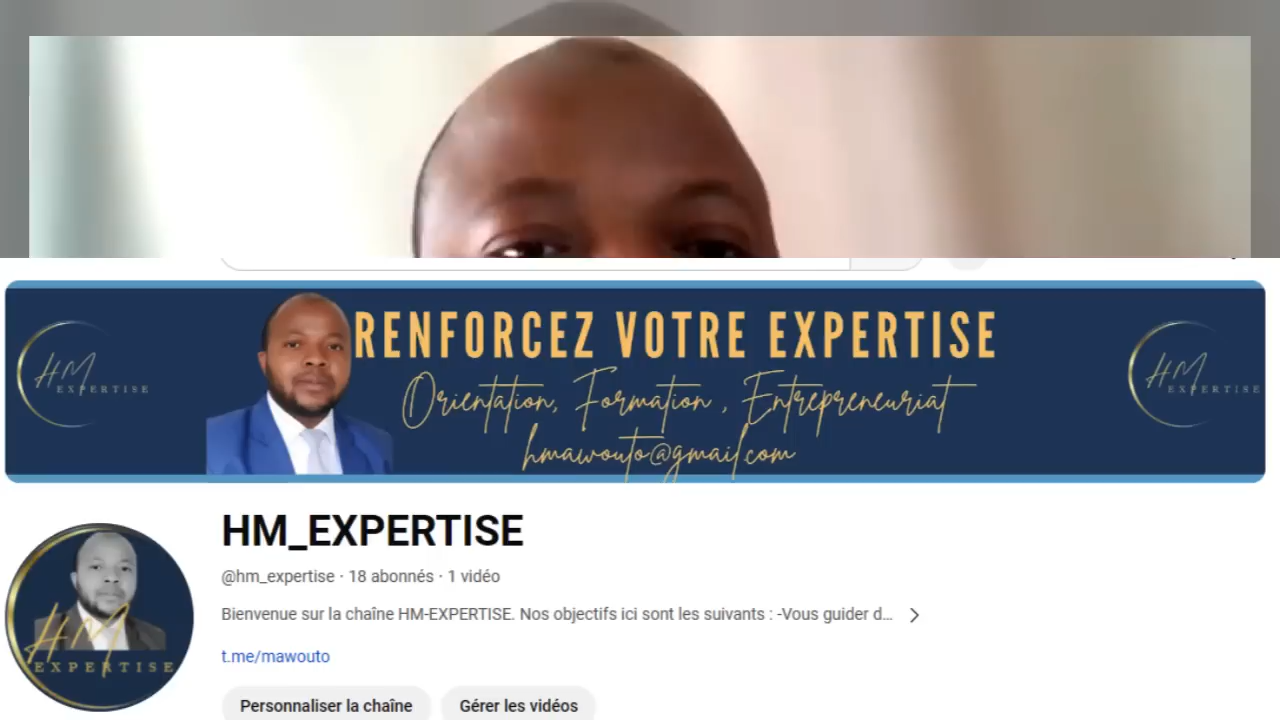 RENFORCEZ VOTRE EXPERTISE
Orientation, Formation, Entrepreneuriat
hmawouto@gmail.com
HM
EXPERTISE
HM
EXPERTISE
HM_EXPERTISE
@hm_expertise · 18 abonnés · 1 vidéo
Bienvenue sur la chaîne HM-EXPERTISE. Nos objectifs ici sont les suivants : -Vous guider d...
t.me/mawouto
HM
EXPERTISE
Personnaliser la chaîne
Gérer les vidéos